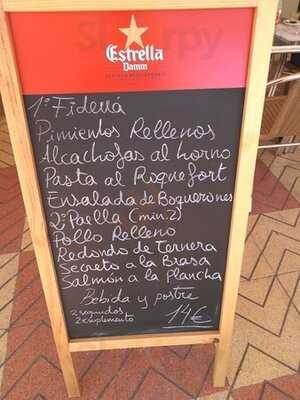 Estrella
Damm
1º Fideuá
Pimientos Rellenos
Alcachofas al horno
Pasta al Roquefort
Ensalada de Boquerones
2º Paella (min.2)
Pollo Relleno
Redondo de Ternera
Secreto a la Brasa
Salmón a la Plancha
Bebida y postre
2 segundos
2€ suplemento
14€